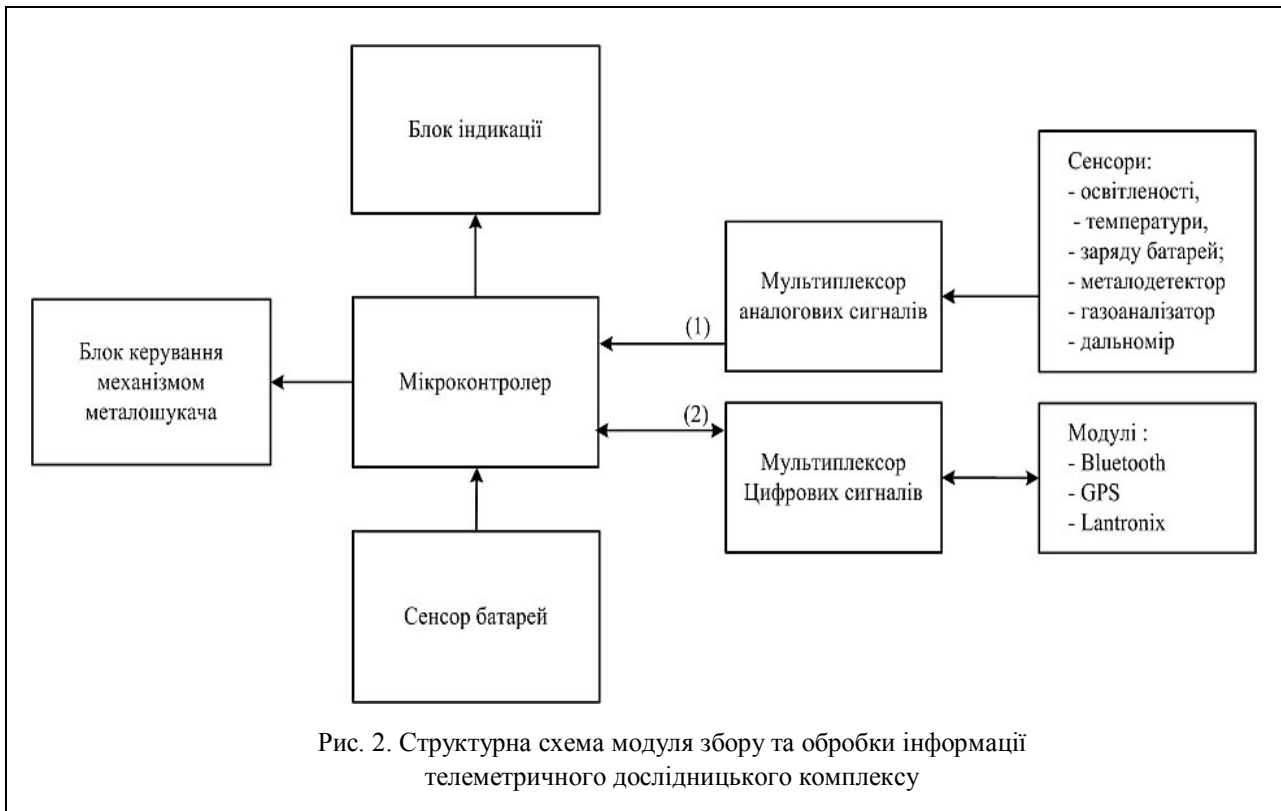 Блок індикації
Сенсори:
- освітленості,
- температури,
- заряду батарей;
- металодетектор
- газоаналізатор
- дальномір
Мультиплексор
аналогових сигналів
(1)
Блок керування
механізмом
металошукача
Мікроконтролер
(2)
Мультиплексор
Цифрових сигналів
Модулі :
- Bluetooth
- GPS
- Lantronix
Сенсор батарей
Рис. 2. Структурна схема модуля збору та обробки інформації
телеметричного дослідницького комплексу